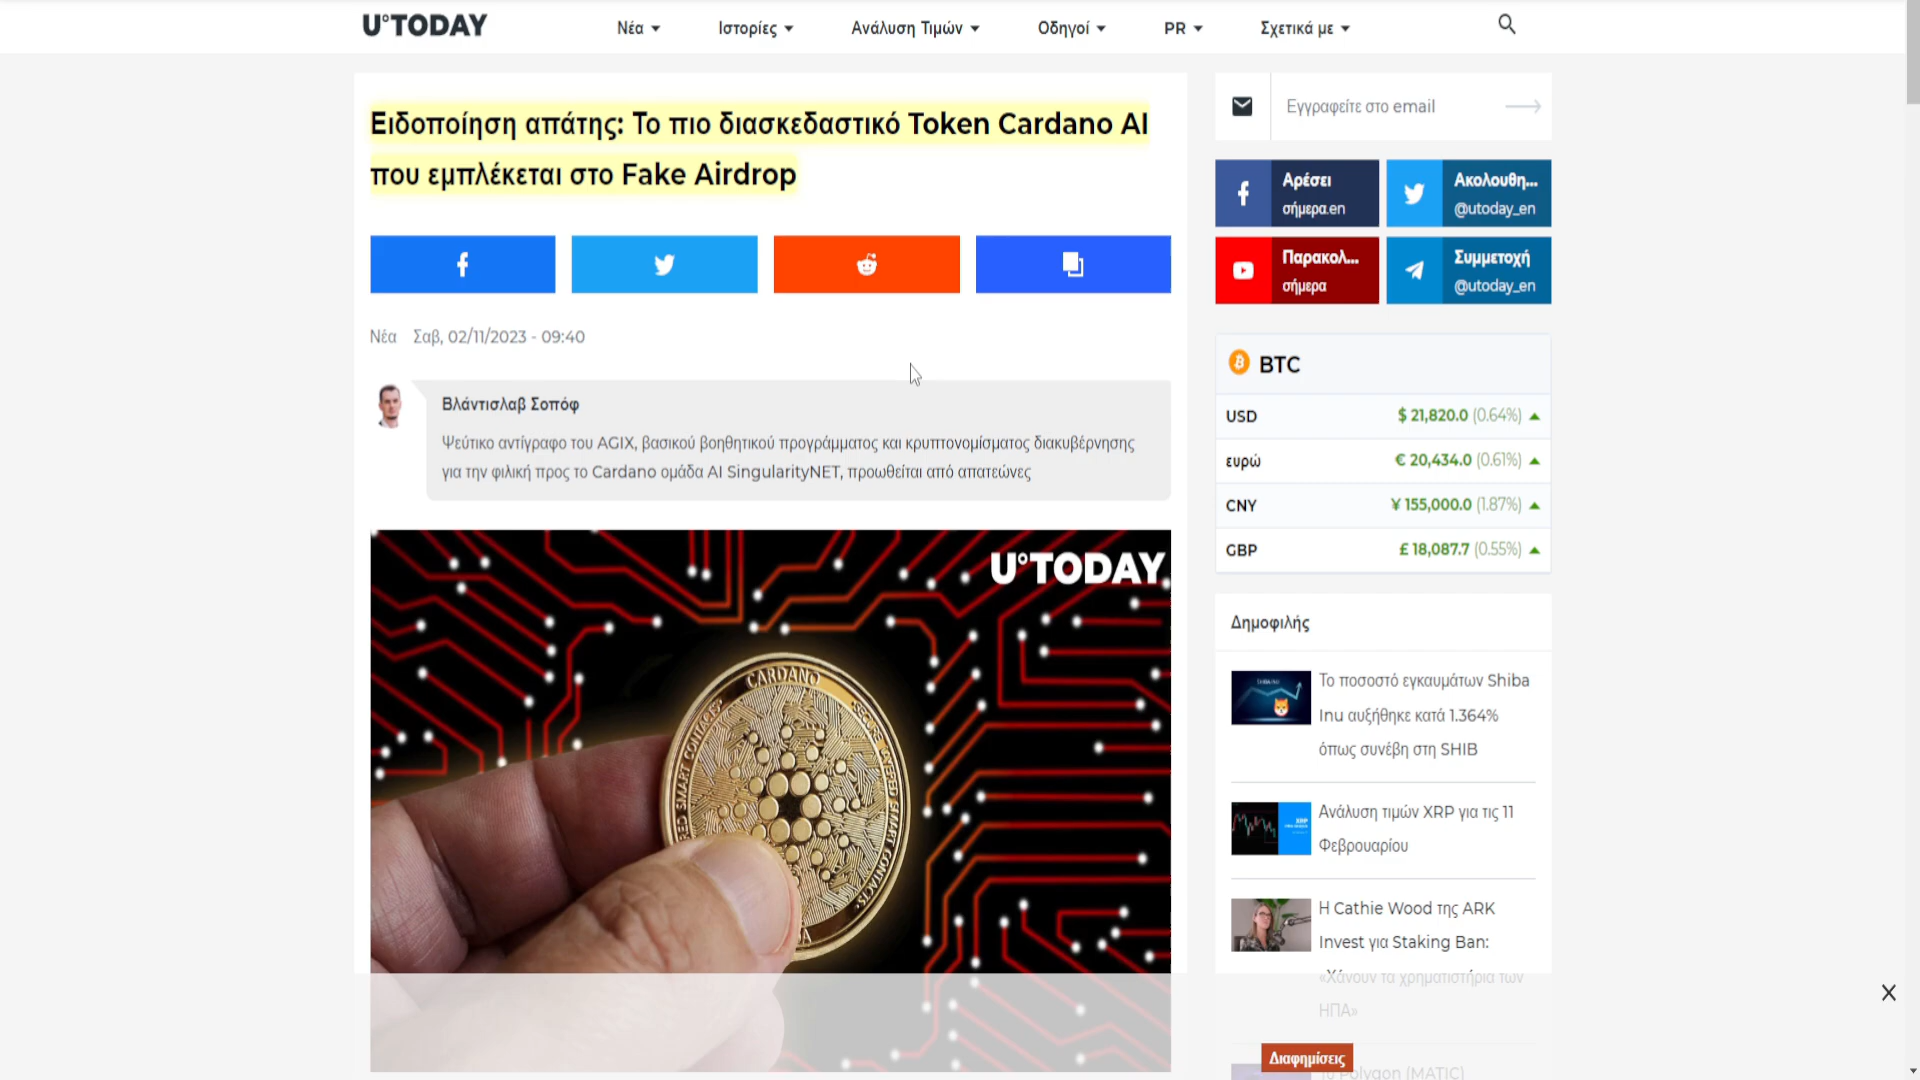 U°TODAY
Νέα
Ιστορίες
Ανάλυση Τιμών
Οδηγοί
PR
Σχετικά με
Ειδοποίηση απάτης: Το πιο διασκεδαστικό Token Cardano AI
που εμπλέκεται στο Fake Airdrop
Νέα Σαβ, 02/11/2023 - 09:40
Βλάντισλαβ Σοπόφ
Ψεύτικο αντίγραφο του AGIX, βασικού βοηθητικού προγράμματος και κρυπτονομίσματος διακυβέρνησης
για την φιλική προς το Cardano ομάδα AI SingularityNET, προωθείται από απατεώνες
U°TODAY
CARDANO
Εγγραφείτε στο email
Αρέσει
σήμερα.en
Ακολουθη...
@utoday_en
Παρακολ...
σήμερα
Συμμετοχή
@utoday_en
BTC
USD $ 21,820.0 (0.64%)
ευρώ € 20,434.0 (0.61%)
CNY ¥ 155,000.0 (1.87%)
GBP £ 18,087.7 (0.55%)
Δημοφιλής
Το ποσοστό εγκαυμάτων Shiba
Inu αυξήθηκε κατά 1.364%
όπως συνέβη στη SHIB
Ανάλυση τιμών XRP για τις 11
Φεβρουαρίου
Η Cathie Wood της ARK
Invest για Staking Ban:
«Χάνουν τα χρηματιστήρια των
ΗΠΑ»
Διαφημίσεις
Το Polygon (MATIC)